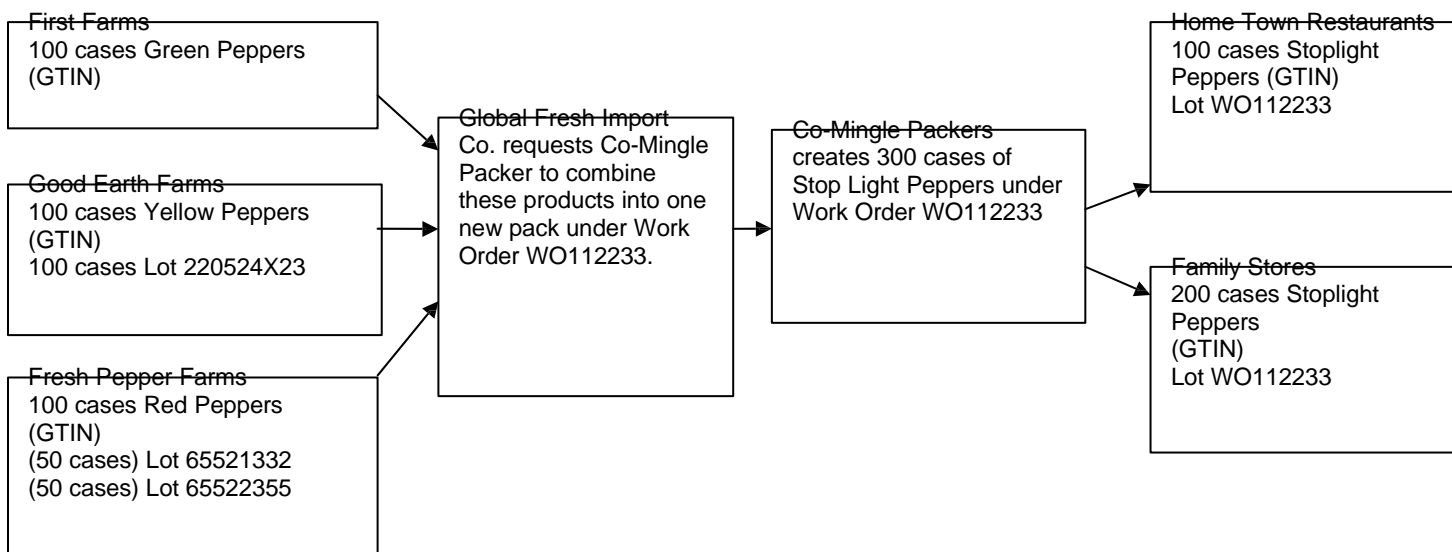 First Farms
100 cases Green Peppers
(GTIN)
Good Earth Farms
100 cases Yellow Peppers
(GTIN)
100 cases Lot 220524X23
Fresh Pepper Farms
100 cases Red Peppers
(GTIN)
(50 cases) Lot 65521332
(50 cases) Lot 65522355
Global Fresh Import
Co. requests Co-Mingle
Packer to combine
these products into one
new pack under Work
Order WO112233.
Co-Mingle Packers
creates 300 cases of
Stop Light Peppers under
Work Order WO112233
Home Town Restaurants
100 cases Stoplight
Peppers (GTIN)
Lot WO112233
Family Stores
200 cases Stoplight
Peppers
(GTIN)
Lot WO112233